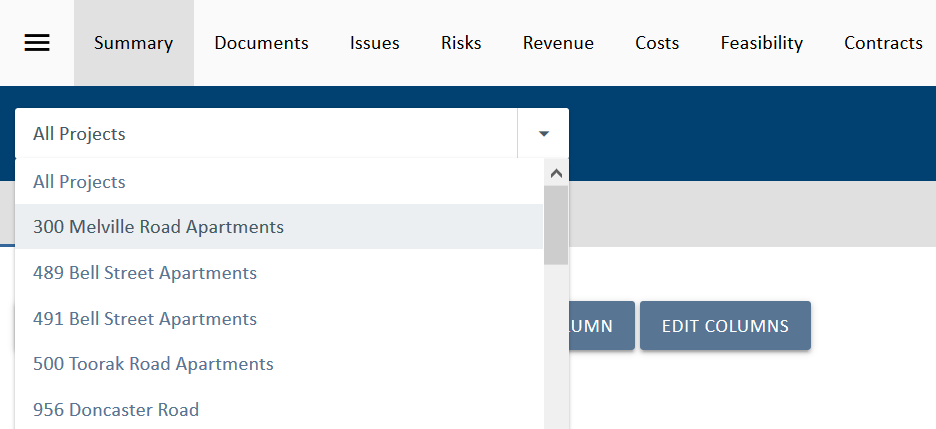 Summary Documents Issues Risks Revenue Costs Feasibility Contracts
All Projects
All Projects
300 Melville Road Apartments
489 Bell Street Apartments
491 Bell Street Apartments
EDIT COLUMNS
500 Toorak Road Apartments
956 Doncaster Road